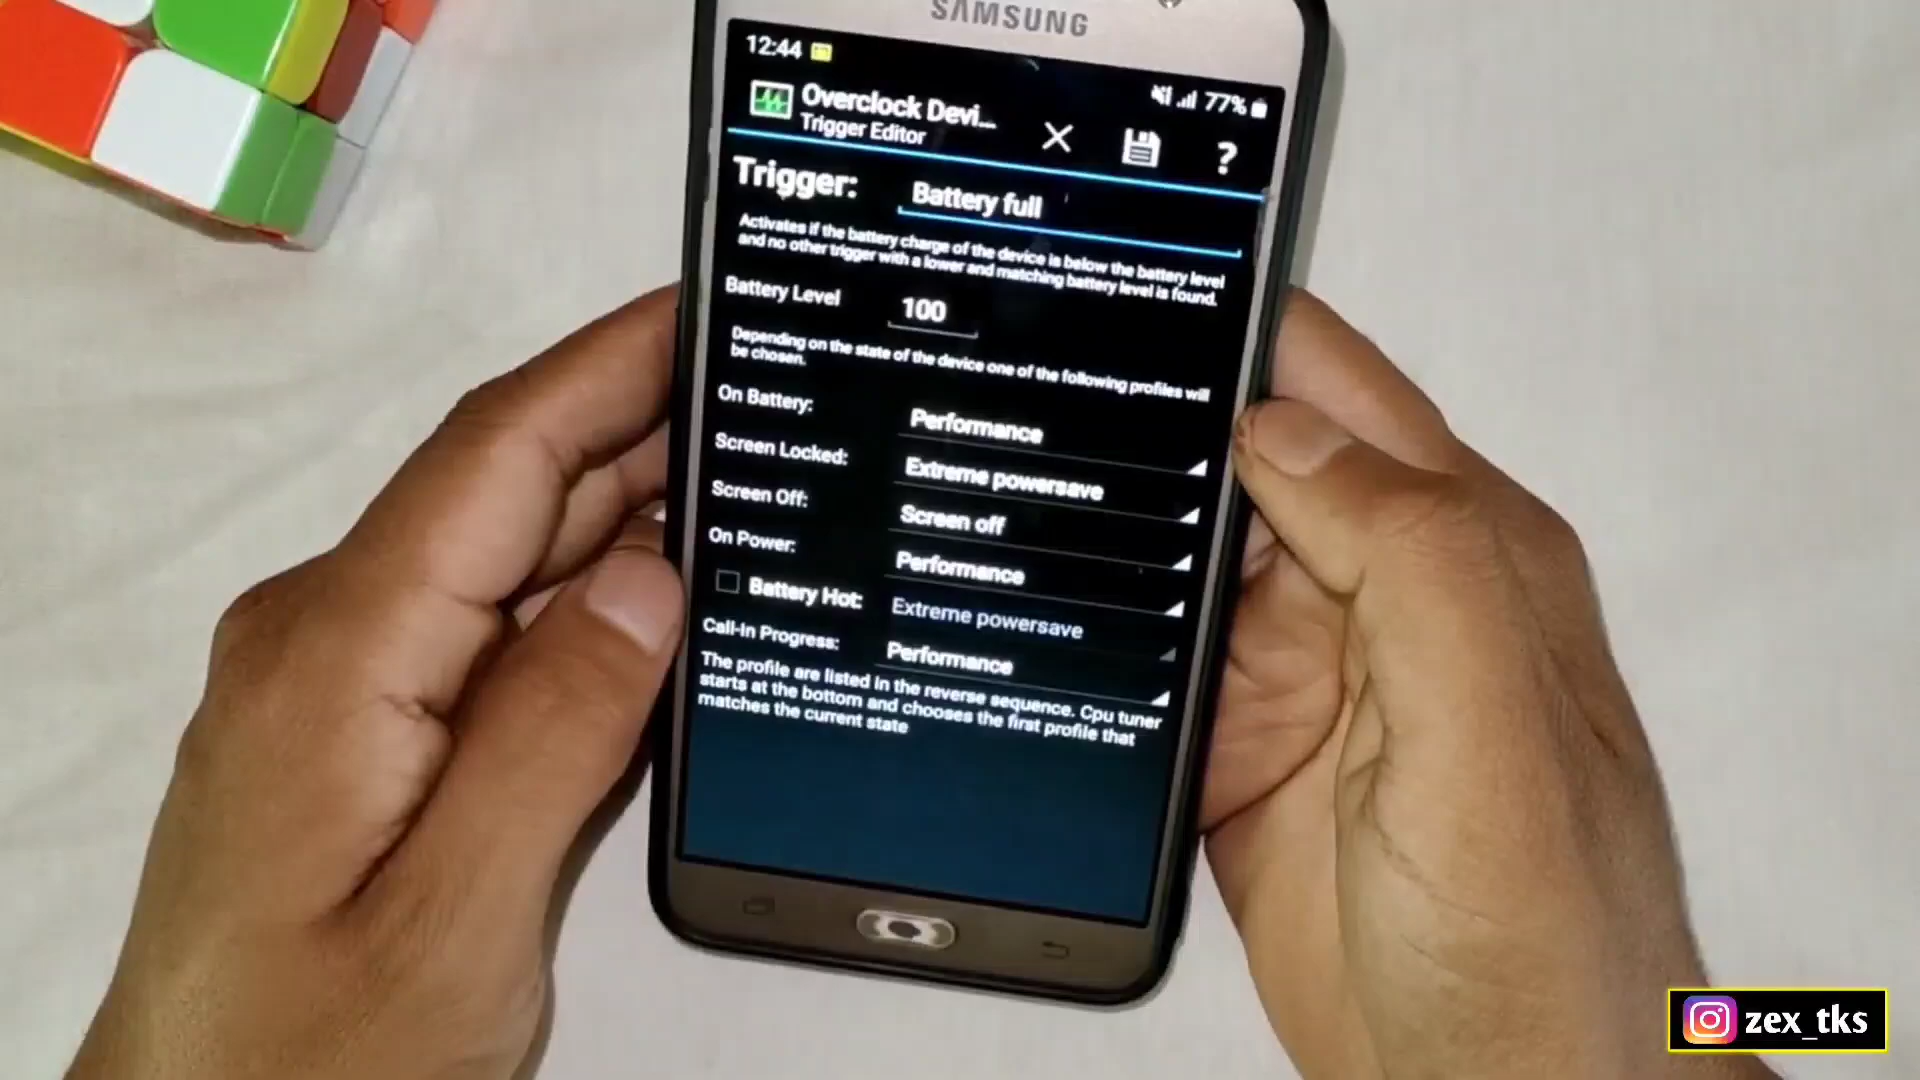 SAMSUNG
12:44
77%
Overclock Devi...
Trigger Editor
?
Trigger: Battery full
Activates if the battery charge of the device is below the battery level
and no other trigger with a lower and matching battery level is found.
Battery Level 100
Depending on the state of the device one of the following profiles will
be chosen.
On Battery: Performance
Screen Locked: Extreme powersave
Screen Off: Screen off
On Power: Performance
Battery Hot: Extreme powersave
Call-In Progress: Performance
The profile are listed in the reverse sequence. Cpu tuner
starts at the bottom and chooses the first profile that
matches the current state
zex_tks